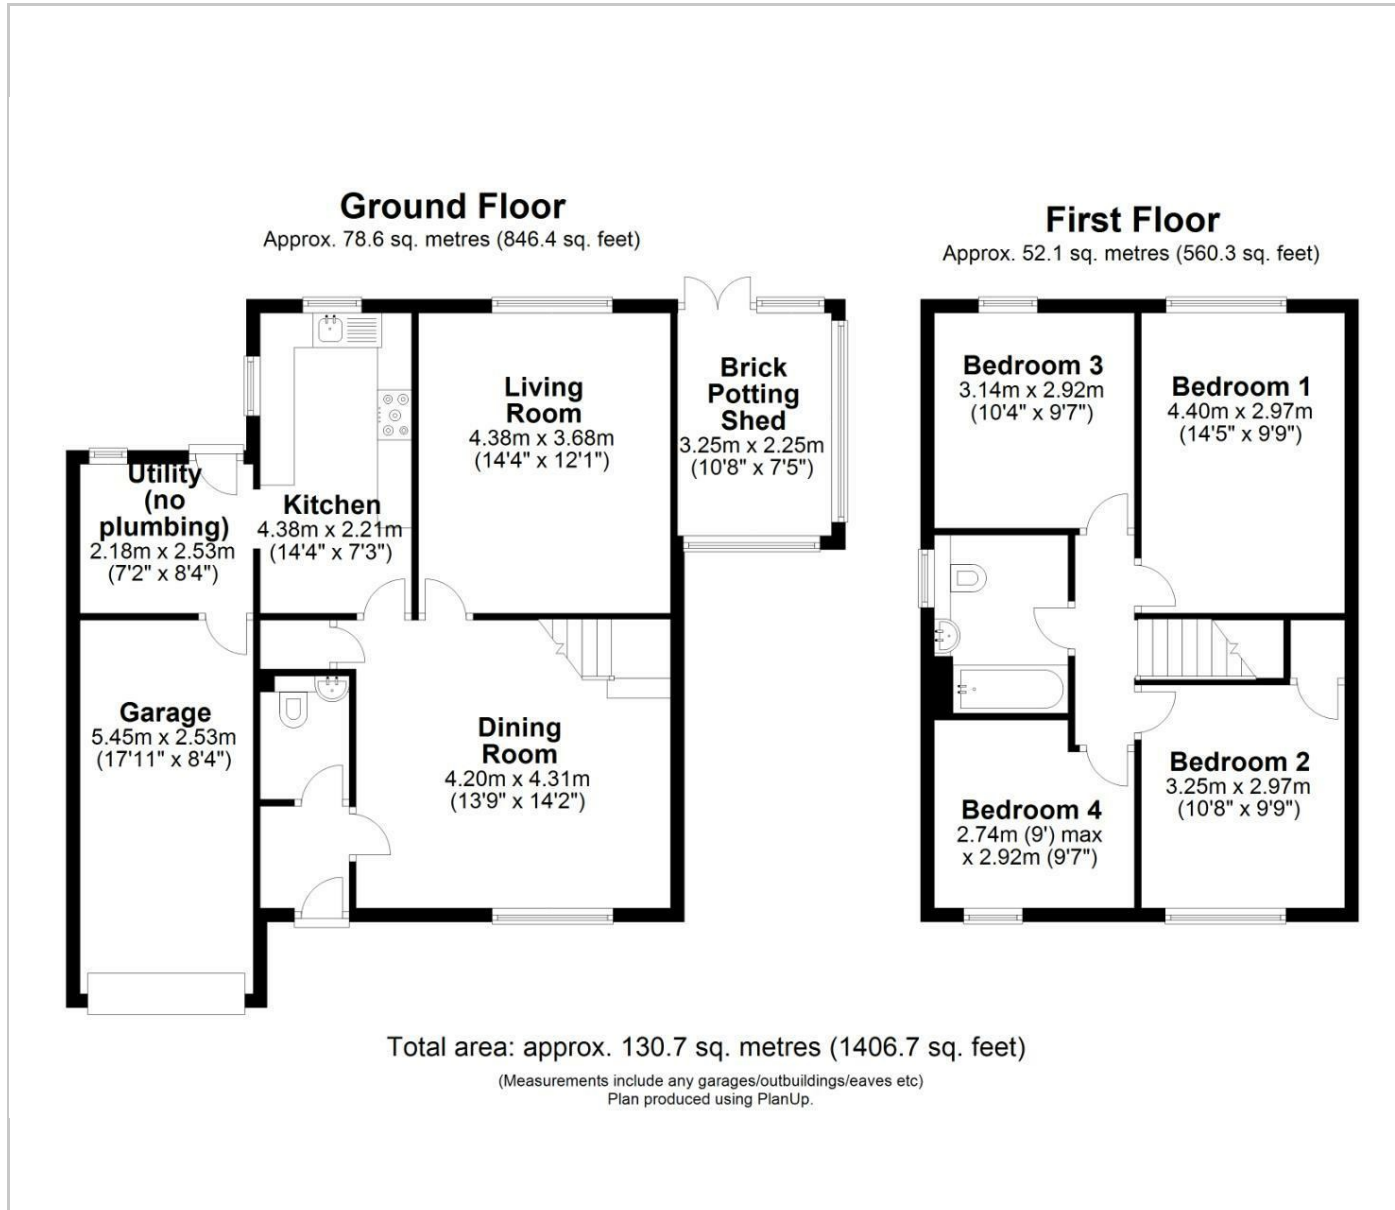 Ground Floor
Approx. 78.6 sq. metres (846.4 sq. feet)
Living
Room
4.38m x 3.68m
(14'4" x 12'1")
Brick
Potting
Shed
3.25m x 2.25m
(10'8" x 7'5")
Utility
(no
plumbing)
2.18m x 2.53m
(7'2" x 8'4")
Kitchen
4.38m x 2.21m
(14'4" x 7'3")
Garage
5.45m x 2.53m
(17'11" x 8'4")
Dining
Room
4.20m x 4.31m
(13'9" x 14'2")
First Floor
Approx. 52.1 sq. metres (560.3 sq. feet)
Bedroom 3
3.14m x 2.92m
(10'4" x 9'7")
Bedroom 1
4.40m x 2.97m
(14'5" x 9'9")
Bedroom 4
2.74m (9') max
x 2.92m (9'7")
Bedroom 2
3.25m x 2.97m
(10'8" x 9'9")
Total area: approx. 130.7 sq. metres (1406.7 sq. feet)
(Measurements include any garages/outbuildings/eaves etc)
Plan produced using PlanUp.